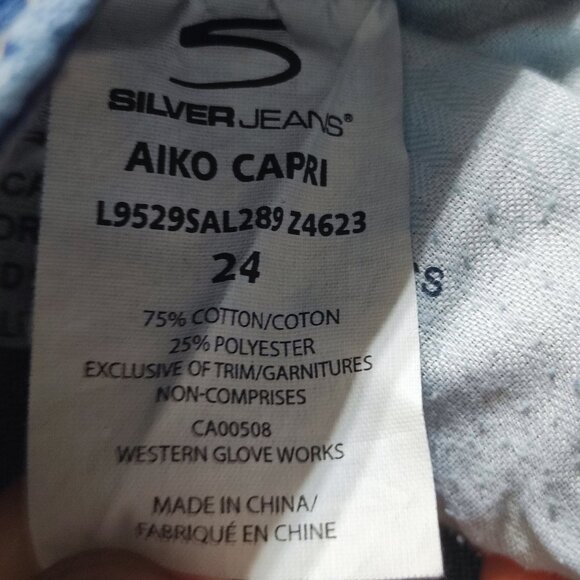 SILVER JEANS®
AIKO CAPRI
L9529SAL289 Z4623
24
75% COTTON/COTON
25% POLYESTER
EXCLUSIVE OF TRIM/GARNITURES
NON-COMPRISES
CA00508
WESTERN GLOVE WORKS
MADE IN CHINA/
FABRIQUÉ EN CHINE